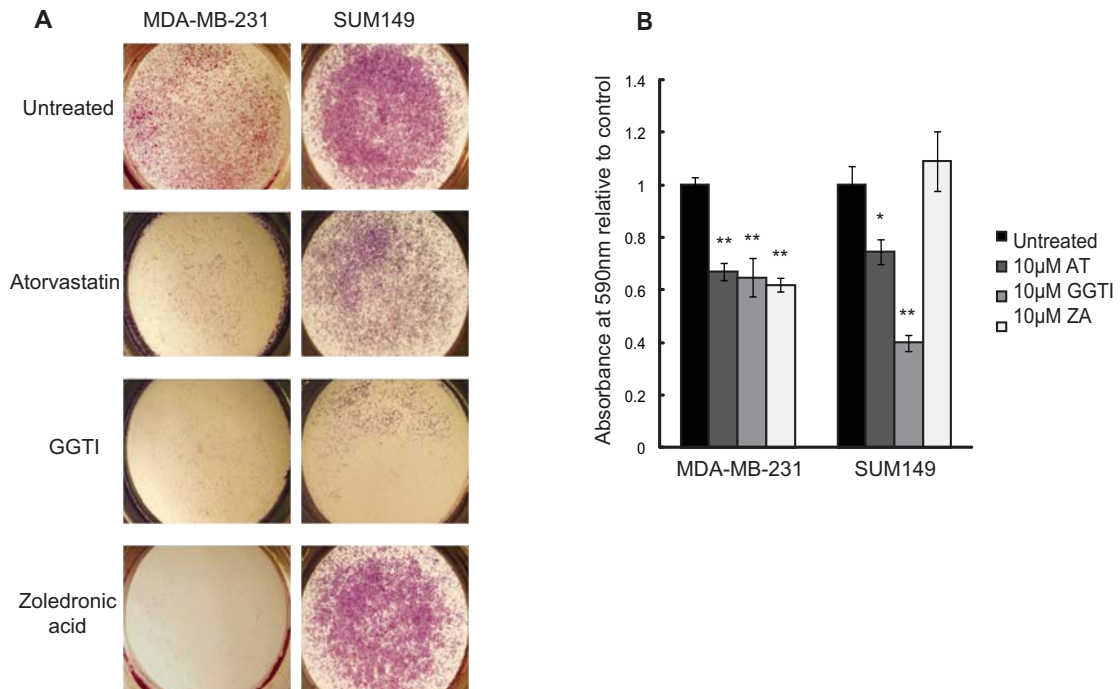 A
MDA-MB-231 SUM149
Untreated
Atorvastatin
GGTI
Zoledronic
acid
B
Absorbance at 590nm relative to control
1.4
1.2
1
0.8
0.6
0.4
0.2
0
** ** **
* **
MDA-MB-231 SUM149
Untreated
10µM AT
10µM GGTI
10µM ZA